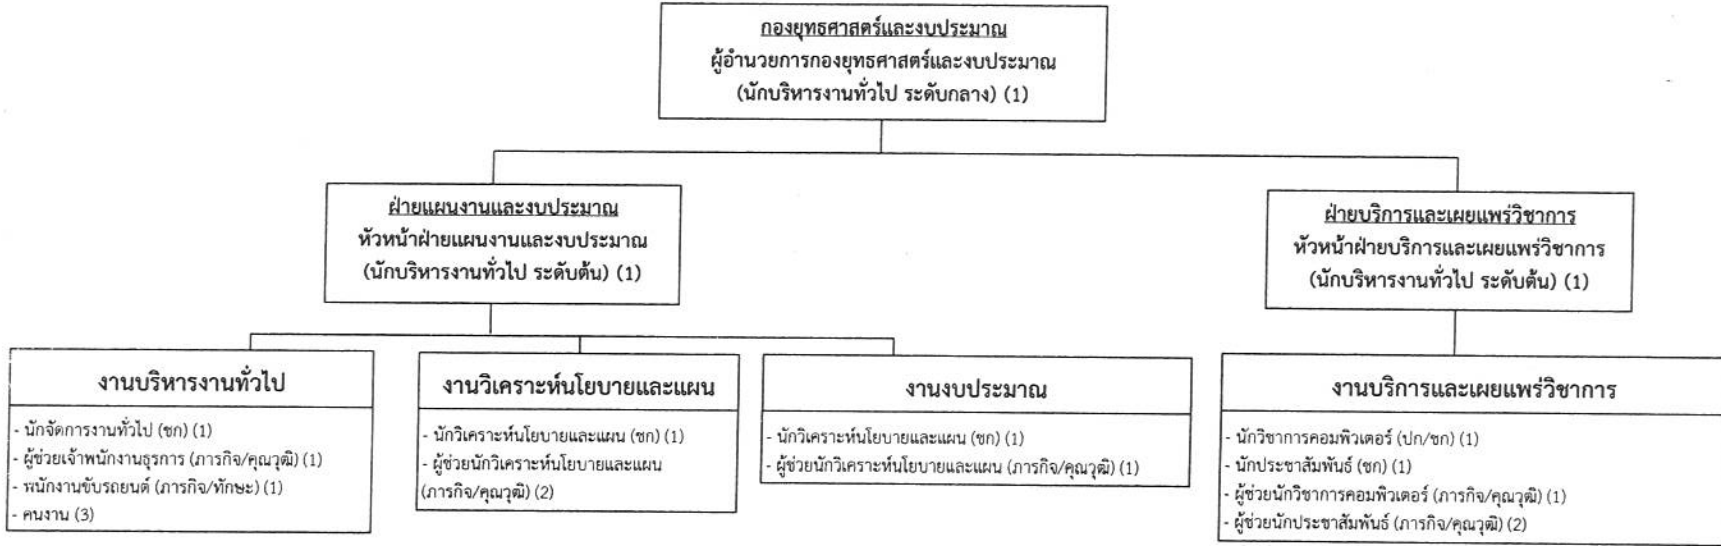 กองยุทธศาสตร์และงบประมาณ
ผู้อำนวยการกองยุทธศาสตร์และงบประมาณ
(นักบริหารงานทั่วไป ระดับกลาง) (1)
ฝ่ายแผนงานและงบประมาณ
หัวหน้าฝ่ายแผนงานและงบประมาณ
(นักบริหารงานทั่วไป ระดับต้น) (1)
ฝ่ายบริการและเผยแพร่วิชาการ
หัวหน้าฝ่ายบริการและเผยแพร่วิชาการ
(นักบริหารงานทั่วไป ระดับต้น) (1)
งานบริหารงานทั่วไป
- นักจัดการงานทั่วไป (ชก) (1)
- ผู้ช่วยเจ้าพนักงานธุรการ (ภารกิจ/คุณวุฒิ) (1)
- พนักงานขับรถยนต์ (ภารกิจ/ทักษะ) (1)
- คนงาน (3)
งานวิเคราะห์นโยบายและแผน
- นักวิเคราะห์นโยบายและแผน (ชก) (1)
- ผู้ช่วยนักวิเคราะห์นโยบายและแผน
(ภารกิจ/คุณวุฒิ) (2)
งานงบประมาณ
- นักวิเคราะห์นโยบายและแผน (ชก) (1)
- ผู้ช่วยนักวิเคราะห์นโยบายและแผน (ภารกิจ/คุณวุฒิ) (1)
งานบริการและเผยแพร่วิชาการ
- นักวิชาการคอมพิวเตอร์ (ปก/ชก) (1)
- นักประชาสัมพันธ์ (ชก) (1)
- ผู้ช่วยนักวิชาการคอมพิวเตอร์ (ภารกิจ/คุณวุฒิ) (1)
- ผู้ช่วยนักประชาสัมพันธ์ (ภารกิจ/คุณวุฒิ) (2)